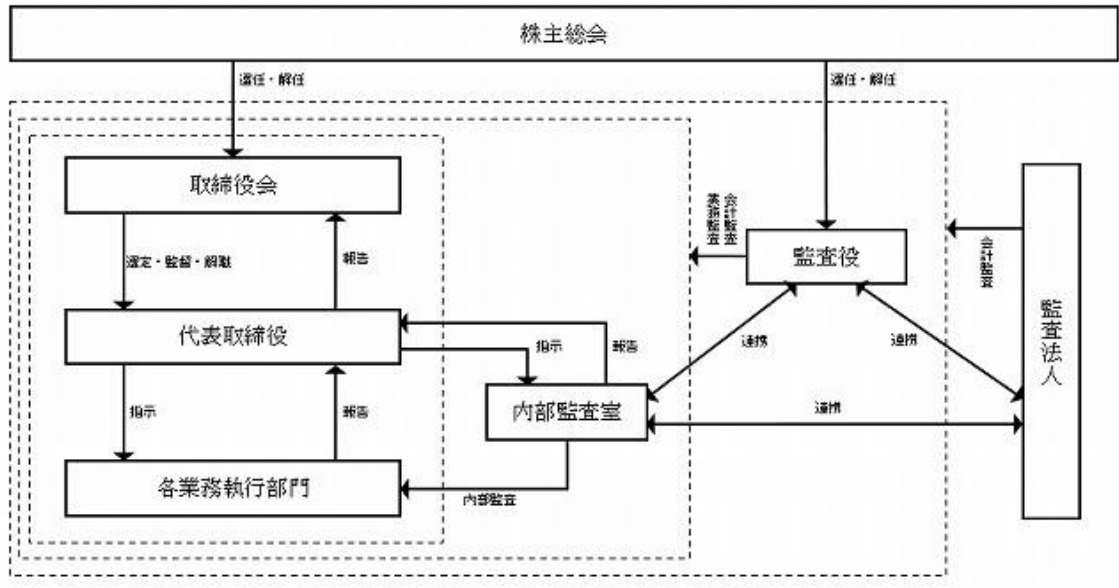 株主総会
選任・解任
選任・解任
取締役会
会計監査
業務監査
監査役
会計監査
選定・監督・解職
報告
監査法人
代表取締役
指示
報告
連携
連携
内部監査室
指示
報告
連携
各業務執行部門
内部監査